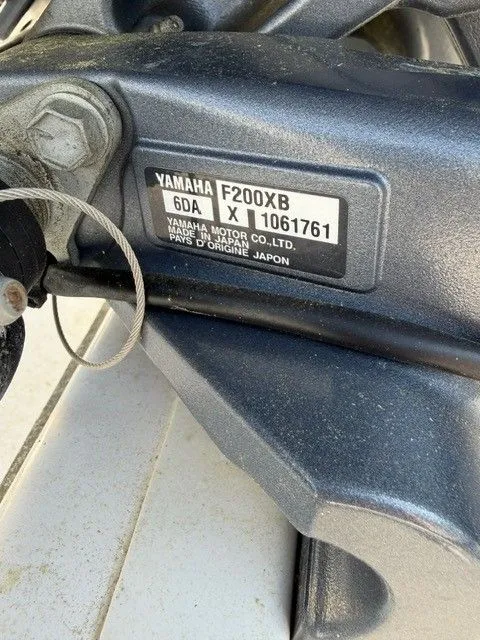 YAMAHA F200XB
6DA X 1061761
YAMAHA MOTOR CO.,LTD.
MADE IN JAPAN
PAYS D'ORIGINE JAPON